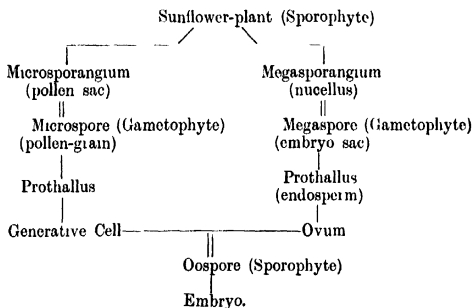 Sunflower-plant (Sporophyte)
Microsporangium
(pollen sac)
Megasporangium
(nucellus)
Microspore (Gametophyte)
(pollen-grain)
Megaspore (Gametophyte)
(embryo sac)
Prothallus
Prothallus
(endosperm)
Generative Cell
Ovum
Oospore (Sporophyte)
Embryo.